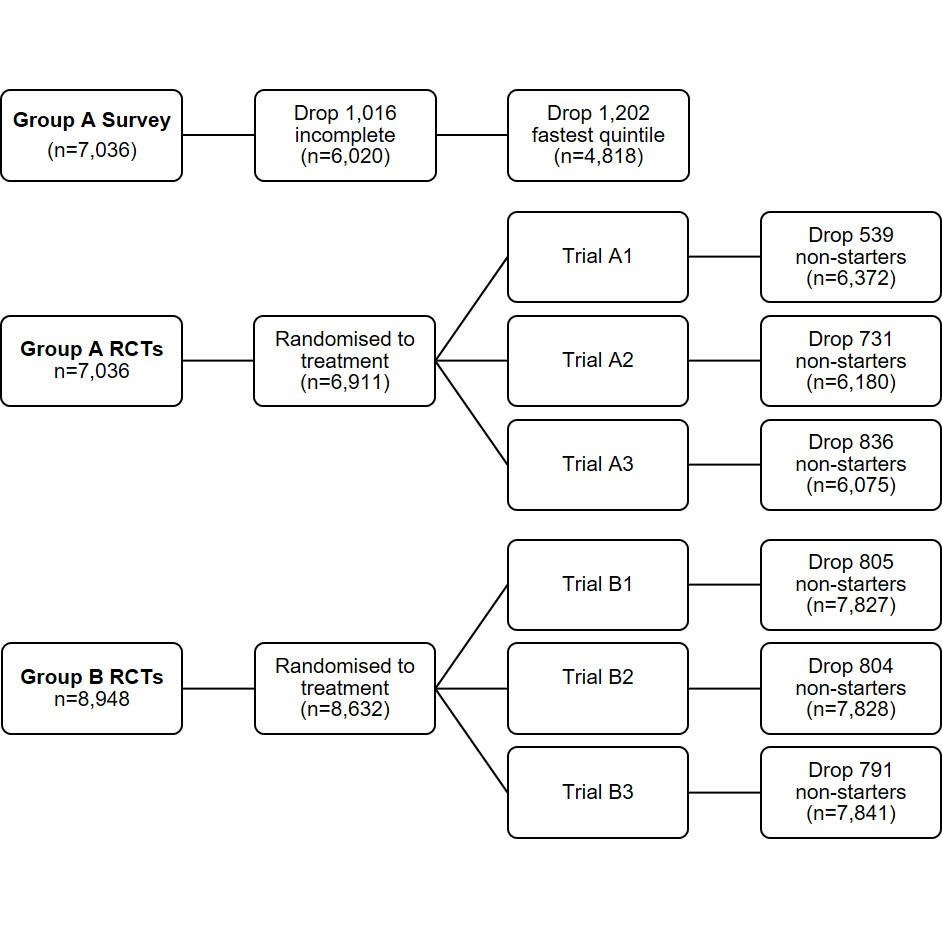 Group A Survey
(n=7,036)
Drop 1,016
incomplete
(n=6,020)
Drop 1,202
fastest quintile
(n=4,818)
Group A RCTs
n=7,036
Randomised to
treatment
(n=6,911)
Trial A1
Drop 539
non-starters
(n=6,372)
Trial A2
Drop 731
non-starters
(n=6,180)
Trial A3
Drop 836
non-starters
(n=6,075)
Group B RCTs
n=8,948
Randomised to
treatment
(n=8,632)
Trial B1
Drop 805
non-starters
(n=7,827)
Trial B2
Drop 804
non-starters
(n=7,828)
Trial B3
Drop 791
non-starters
(n=7,841)